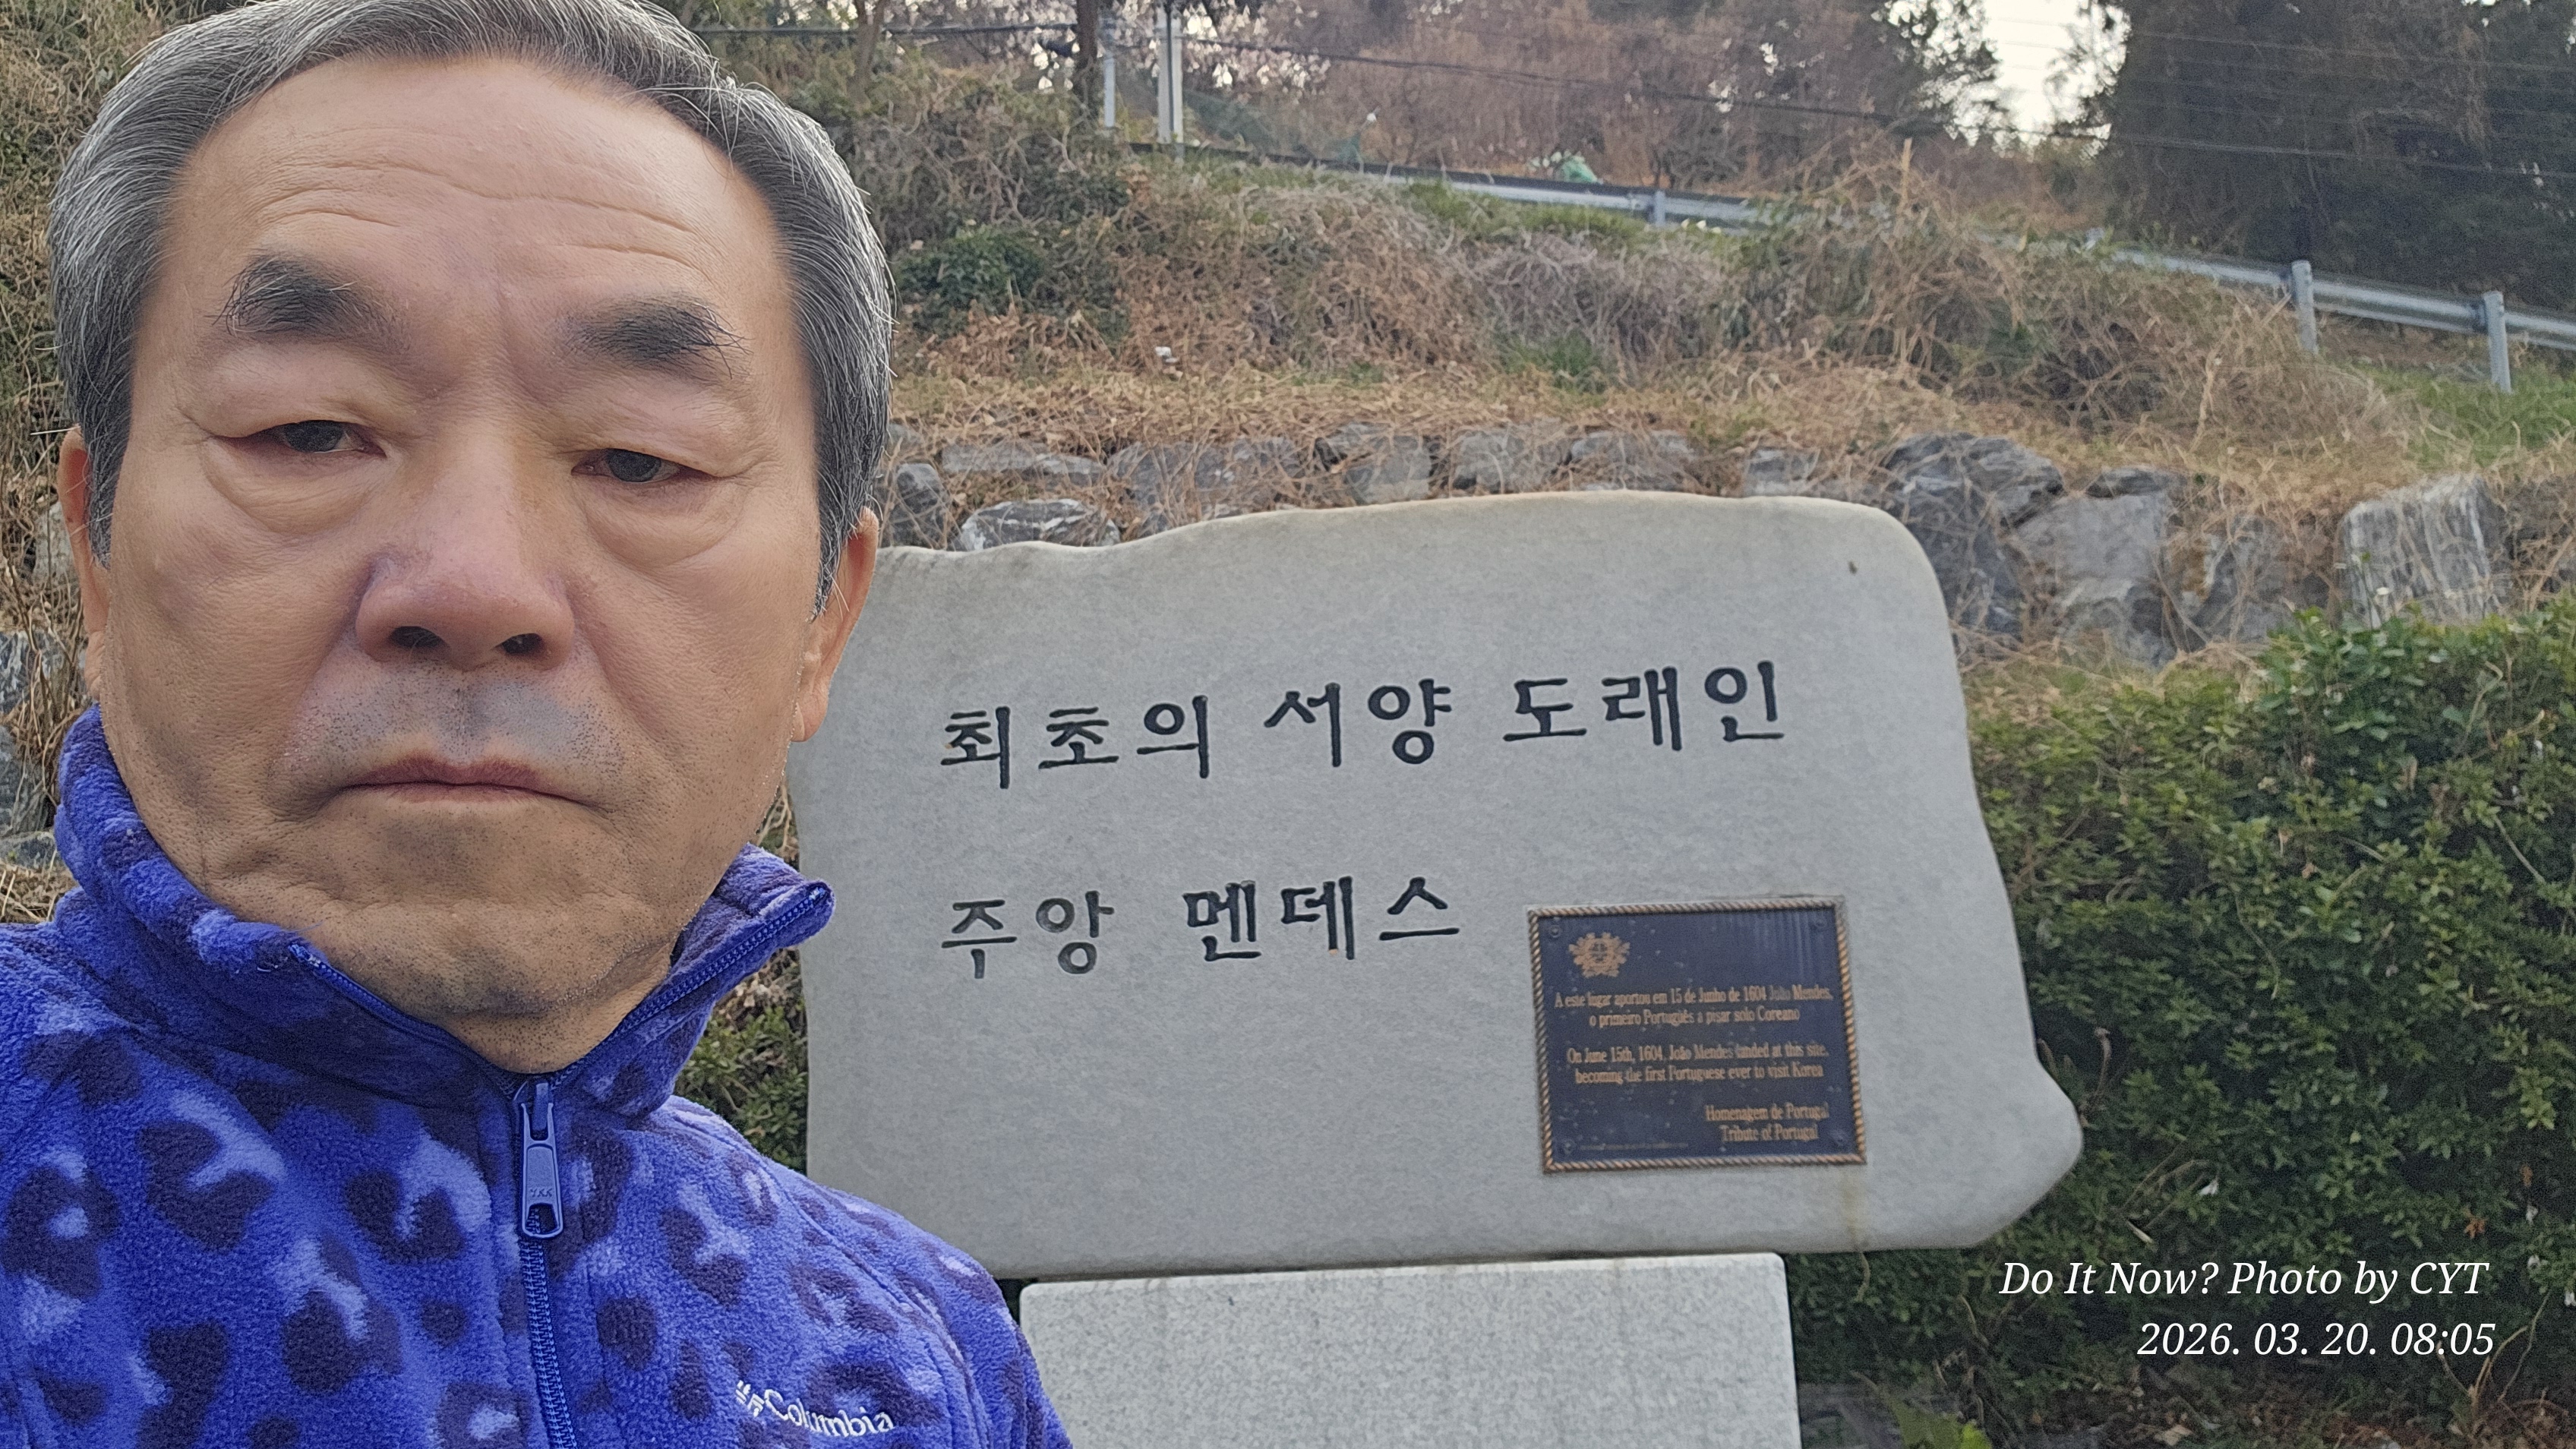 최초의 서양 도래인
주앙 멘데스
A este lugar aportou em 15 de Junho de 1604 João Mendes,
o primeiro Português a pisar solo Coreano
On June 15th, 1604, João Mendes landed at this site,
becoming the first Portuguese ever to visit Korea
Homenagem de Portugal
Tribute of Portugal
Columbia
Do It Now? Photo by CYT
2026. 03. 20. 08:05